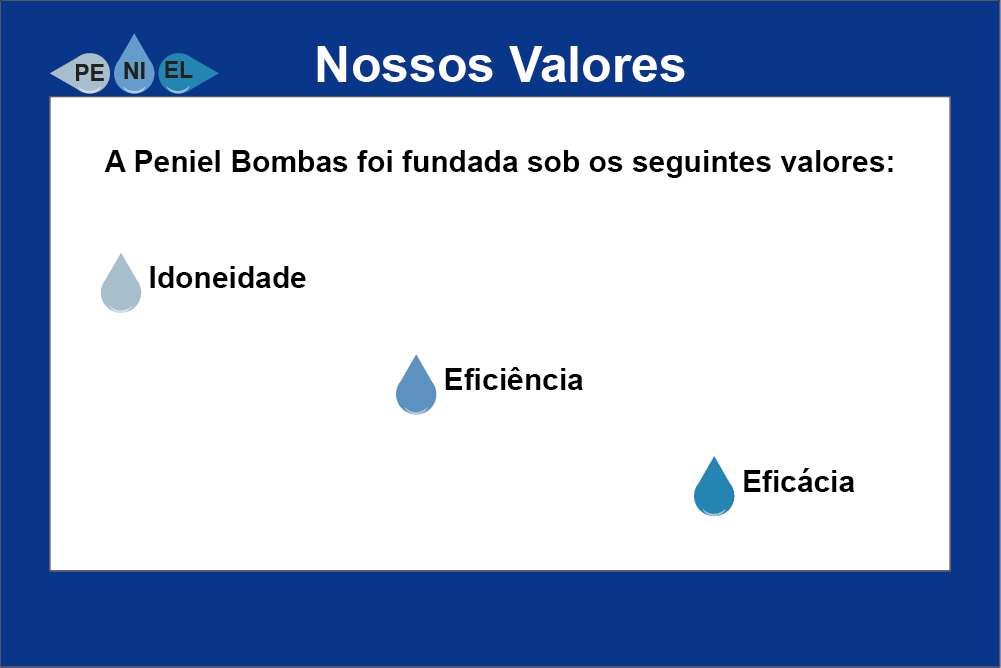 PE NI EL
Nossos Valores
A Peniel Bombas foi fundada sob os seguintes valores:
Idoneidade
Eficiência
Eficácia